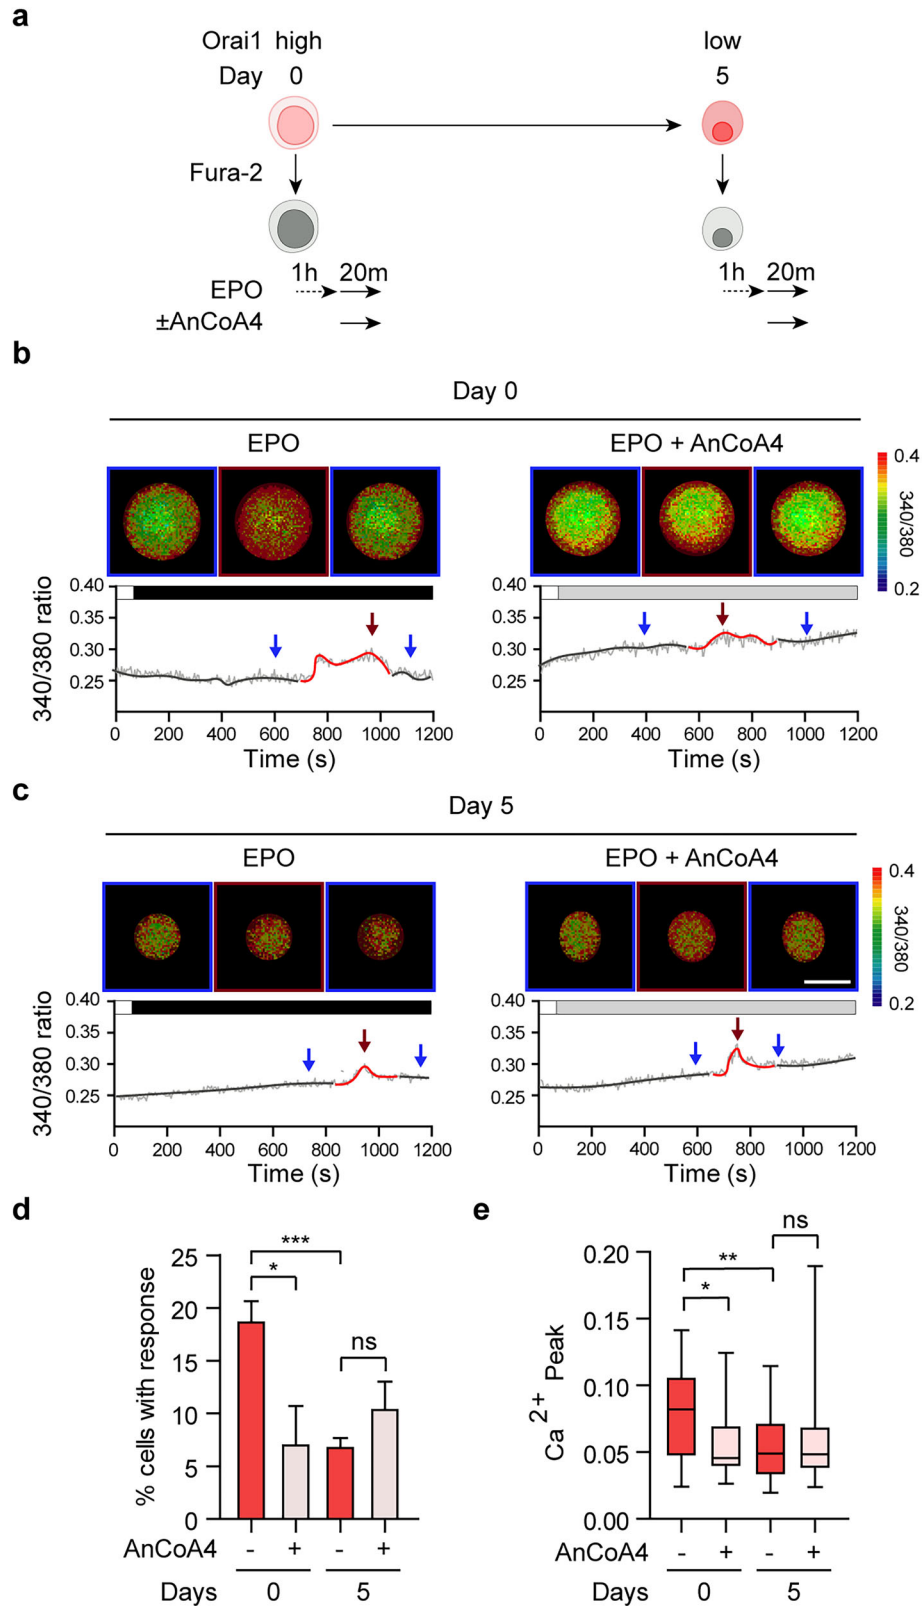 a
Orai1 high low
Day 0 5
Fura-2
1h 20m 1h 20m
EPO
±AnCoA4
b
Day 0
EPO EPO + AnCoA4
0.4
340/380
0.2
340/380 ratio
0.40 0.40
0.35 0.35
0.30 0.30
0.25 0.25
0 200 400 600 800 1000 1200 0 200 400 600 800 1000 1200
Time (s) Time (s)
c
Day 5
EPO EPO + AnCoA4
0.4
340/380
0.2
340/380 ratio
0.40 0.40
0.35 0.35
0.30 0.30
0.25 0.25
0 200 400 600 800 1000 1200 0 200 400 600 800 1000 1200
Time (s) Time (s)
d
% cells with response
25
20
15
10
5
0
***
*
ns
AnCoA4 - + - +
Days 0 5
e
Ca2+ Peak
0.20
0.15
0.10
0.05
0.00
ns
**
*
AnCoA4 - + - +
Days 0 5